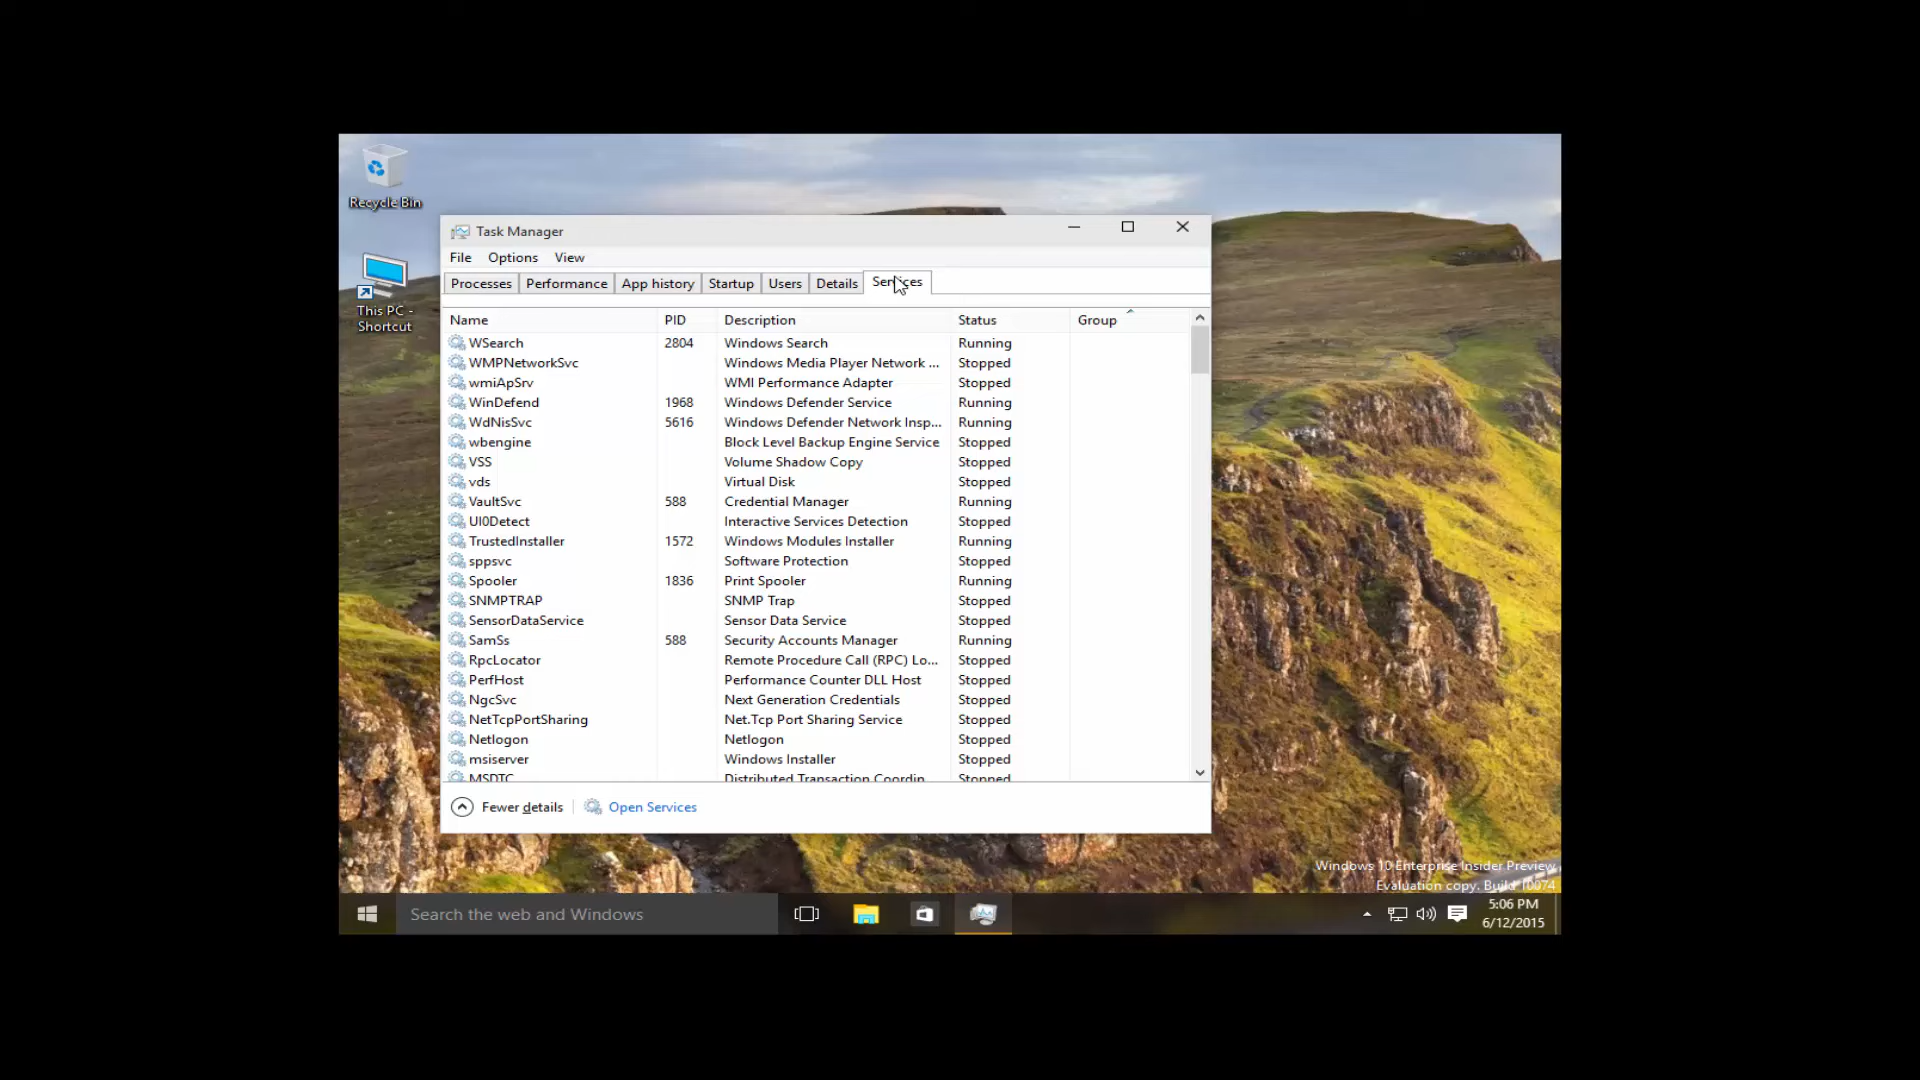 Recycle Bin
This PC -
Shortcut
Task Manager
File Options View
Processes Performance App history Startup Users Details Services
Name PID Description Status Group
WSearch 2804 Windows Search Running
WMPNetworkSvc Windows Media Player Network ... Stopped
wmiApSrv WMI Performance Adapter Stopped
WinDefend 1968 Windows Defender Service Running
WdNisSvc 5616 Windows Defender Network Insp... Running
wbengine Block Level Backup Engine Service Stopped
VSS Volume Shadow Copy Stopped
vds Virtual Disk Stopped
VaultSvc 588 Credential Manager Running
UI0Detect Interactive Services Detection Stopped
TrustedInstaller 1572 Windows Modules Installer Running
sppsvc Software Protection Stopped
Spooler 1836 Print Spooler Running
SNMPTRAP SNMP Trap Stopped
SensorDataService Sensor Data Service Stopped
SamSs 588 Security Accounts Manager Running
RpcLocator Remote Procedure Call (RPC) Lo... Stopped
PerfHost Performance Counter DLL Host Stopped
NgcSvc Next Generation Credentials Stopped
NetTcpPortSharing Net.Tcp Port Sharing Service Stopped
Netlogon Netlogon Stopped
msiserver Windows Installer Stopped
MSDTC Distributed Transaction Coordin Stopped
Fewer details Open Services
Windows 10 Enterprise Insider Preview
Evaluation copy. Build 10074
Search the web and Windows
5:06 PM
6/12/2015